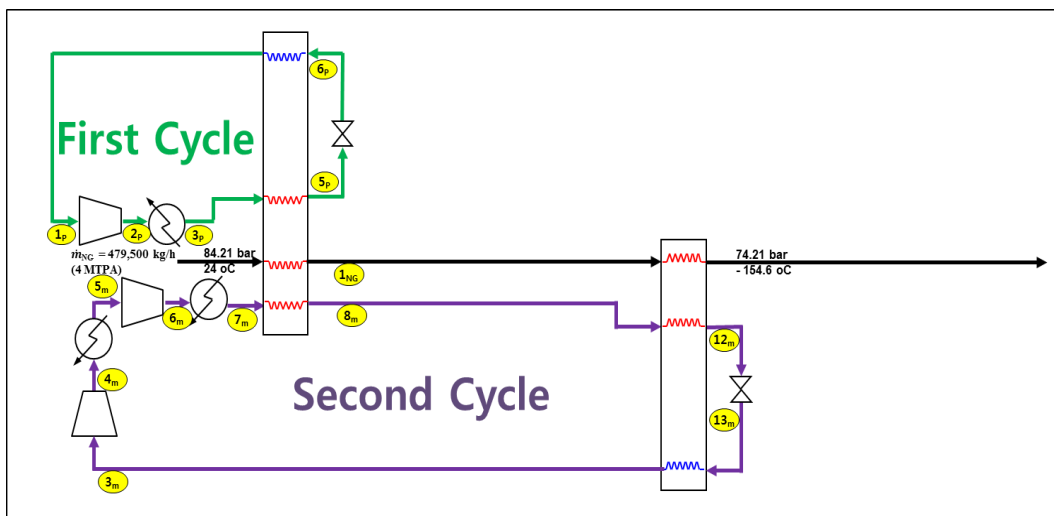 6p
First Cycle
5p
1p
2p
3p
ṁNG = 479,500 kg/h
(4 MTPA)
84.21 bar
24 oC
1NG
74.21 bar
- 154.6 oC
5m
6m
7m
8m
12m
4m
Second Cycle
13m
3m